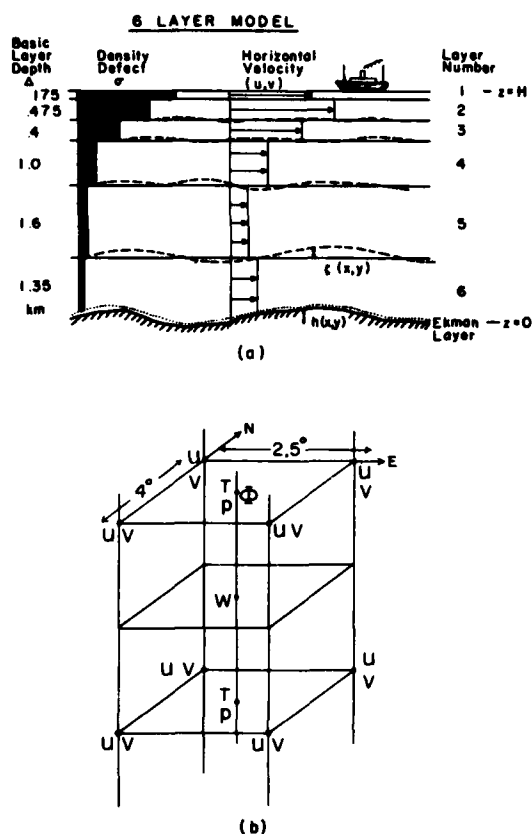 6 LAYER MODEL
Basic Layer Depth Δ
Density Defect σ
Horizontal Velocity (u,v)
Layer Number
.175
1 — z=H
.475
2
.4
3
1.0
4
1.6
5
ζ(x,y)
1.35 km
6
h(x,y)
Ekman Layer — z=0
(a)
N
2.5°
E
U V
U V
4°
T
p Φ
U V
U V
W
U V
U V
T
p
U V
U V
(b)